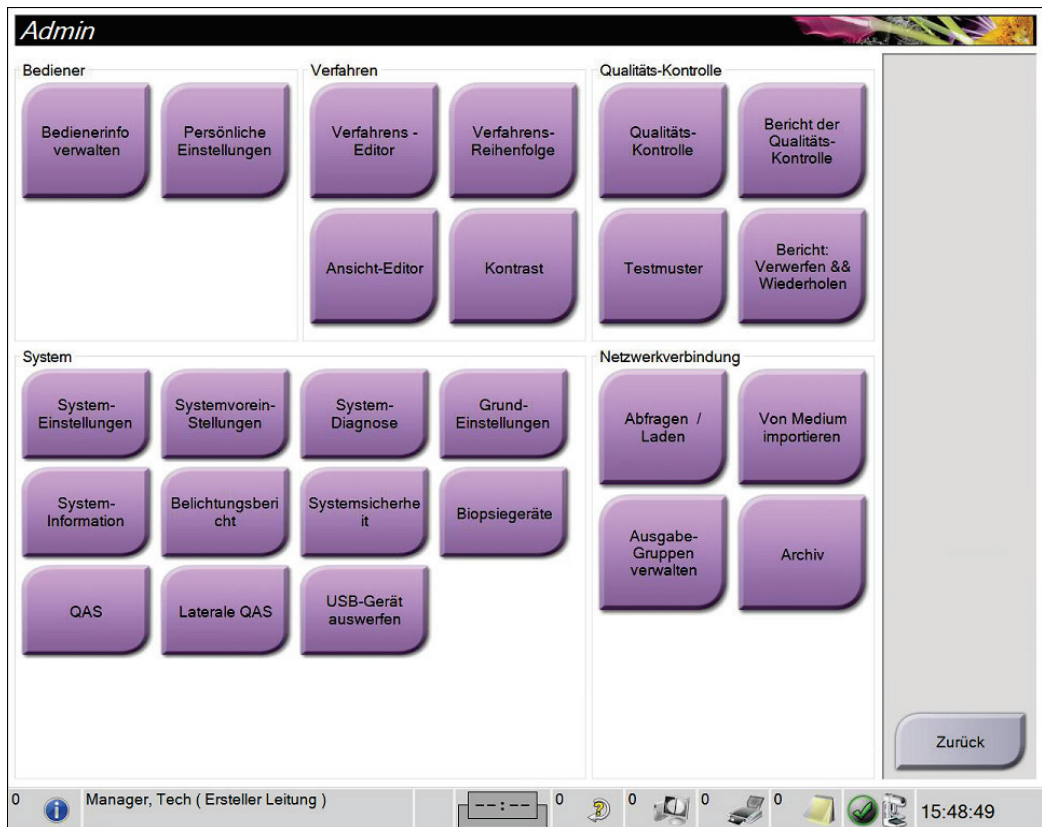 Admin
Bediener
Bedienerinfo
verwalten
Persönliche
Einstellungen
Verfahren
Verfahrens -
Editor
Verfahrens-
Reihenfolge
Ansicht-Editor
Kontrast
Qualitäts-Kontrolle
Qualitäts-
Kontrolle
Bericht der
Qualitäts-
Kontrolle
Testmuster
Bericht:
Verwerfen &&
Wiederholen
System
System-
Einstellungen
Systemvorein-
Stellungen
System-
Diagnose
Grund-
Einstellungen
System-
Information
Belichtungsberi
cht
Systemsicherhe
it
Biopsiegeräte
QAS
Laterale QAS
USB-Gerät
auswerfen
Netzwerkverbindung
Abfragen / 
Laden
Von Medium
importieren
Ausgabe-
Gruppen
verwalten
Archiv
Zurück
0
Manager, Tech ( Ersteller Leitung )
--:--
0
0
0
0
15:48:49